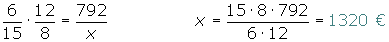 6/15 · 12/8 = 792/x    x = 15·8·792/6·12 = 1320 €